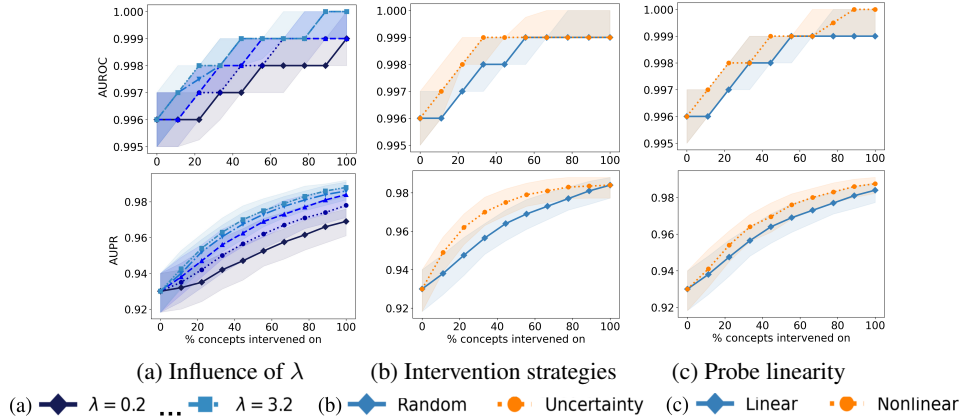 1.000
0.999
0.998
0.997
0.996
0.995
AUROC
0 20 40 60 80 100
1.000
0.999
0.998
0.997
0.996
0.995
0 20 40 60 80 100
1.000
0.999
0.998
0.997
0.996
0.995
0 20 40 60 80 100
0.98
0.96
0.94
0.92
AUPR
0 20 40 60 80 100
% concepts intervened on
0.98
0.96
0.94
0.92
0 20 40 60 80 100
% concepts intervened on
0.98
0.96
0.94
0.92
0 20 40 60 80 100
% concepts intervened on
(a) Influence of λ (b) Intervention strategies (c) Probe linearity
(a) λ = 0.2 ... λ = 3.2 (b) Random Uncertainty (c) Linear Nonlinear